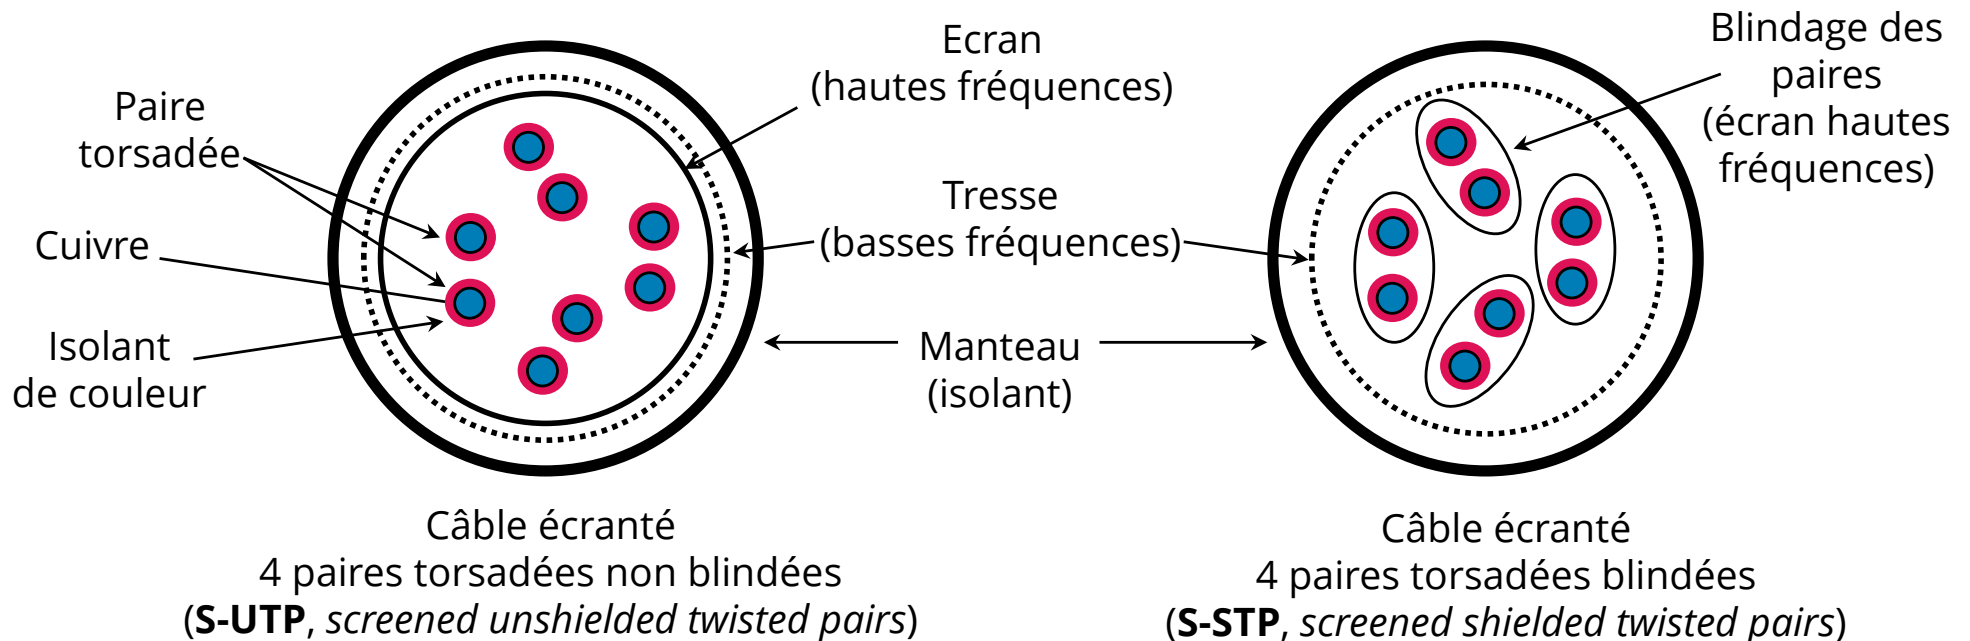 Paire
torsadée
Cuivre
Isolant
de couleur
Ecran
(hautes fréquences)
Tresse
(basses fréquences)
Manteau
(isolant)
Blindage des
paires
(écran hautes
fréquences)
Câble écranté
4 paires torsadées non blindées
(S-UTP, screened unshielded twisted pairs)
Câble écranté
4 paires torsadées blindées
(S-STP, screened shielded twisted pairs)